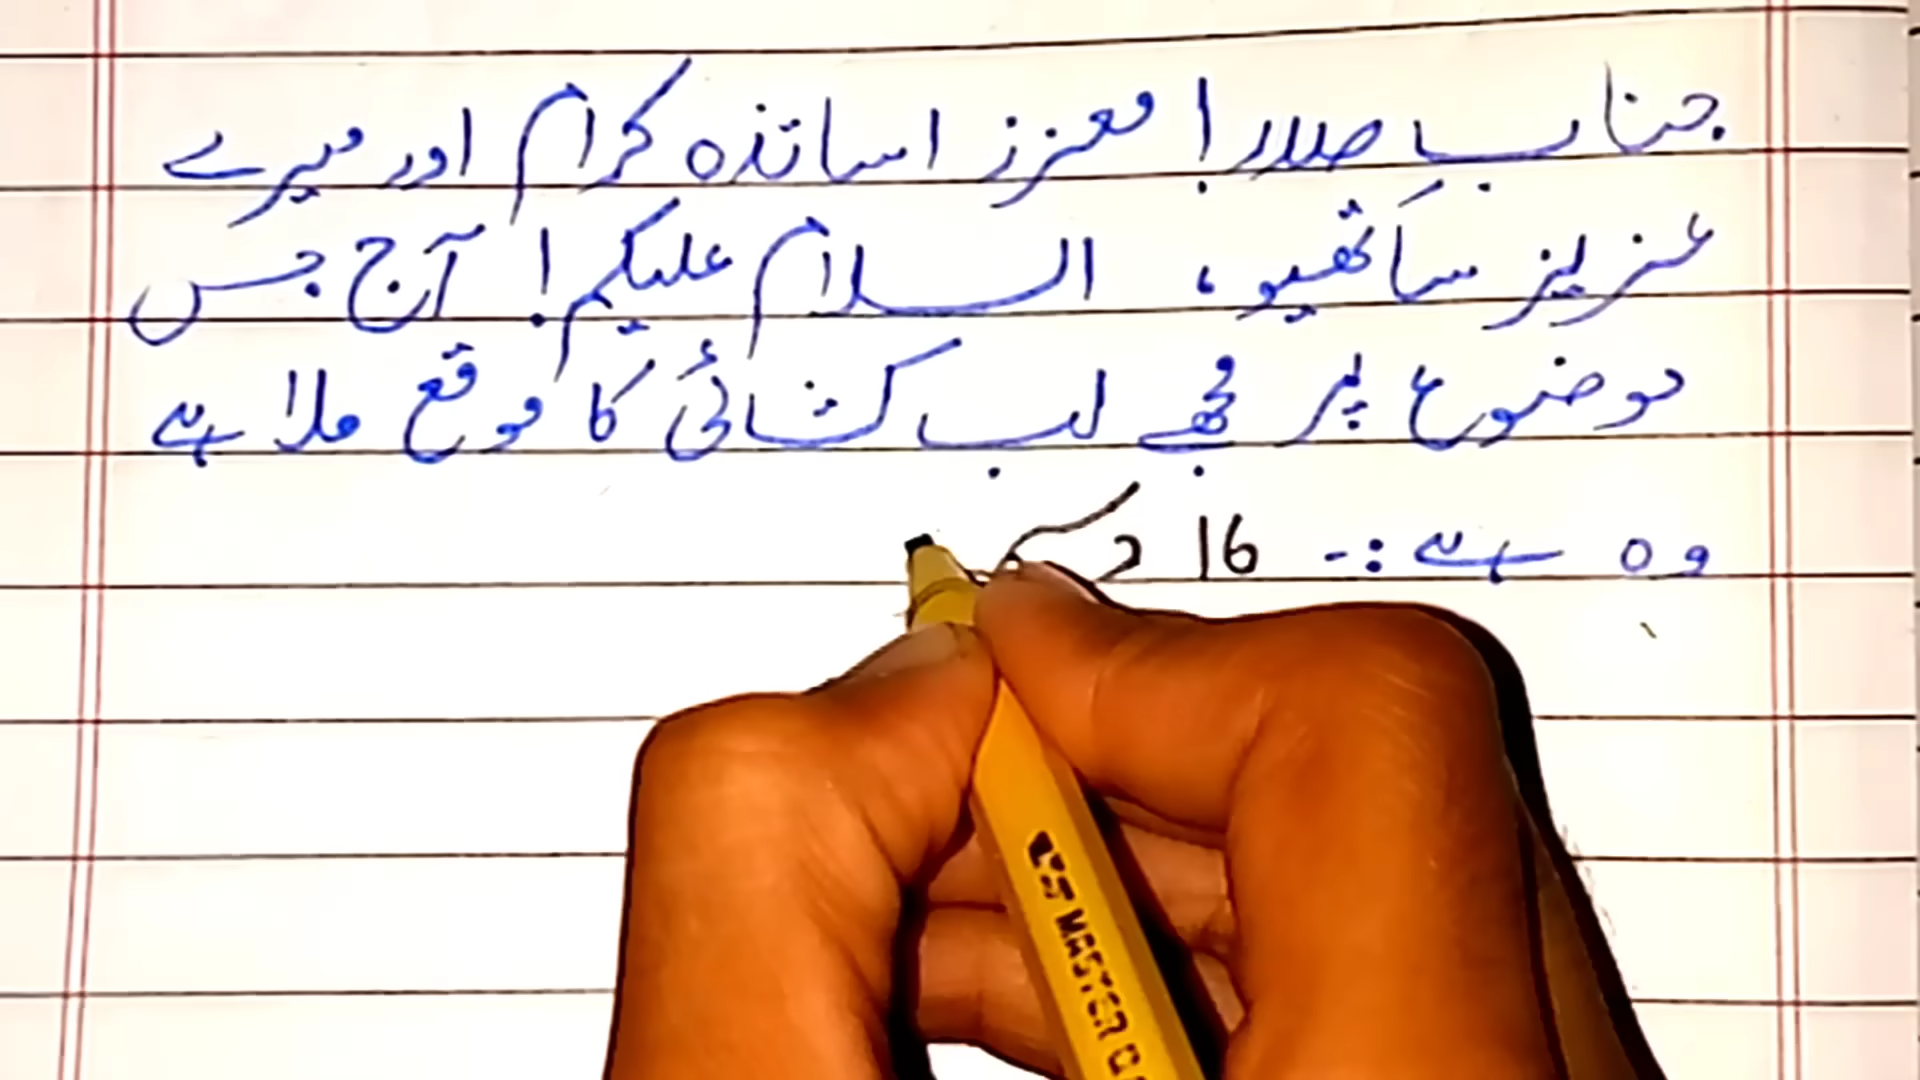 جناب صدر! معزز اساتذہ کرام اور میرے
عزیز ساتھیو، السلام علیکم! آج جس
موضوع پر مجھے لب کشائی کا موقع ملا ہے
وہ ہے :- 16
MASTER